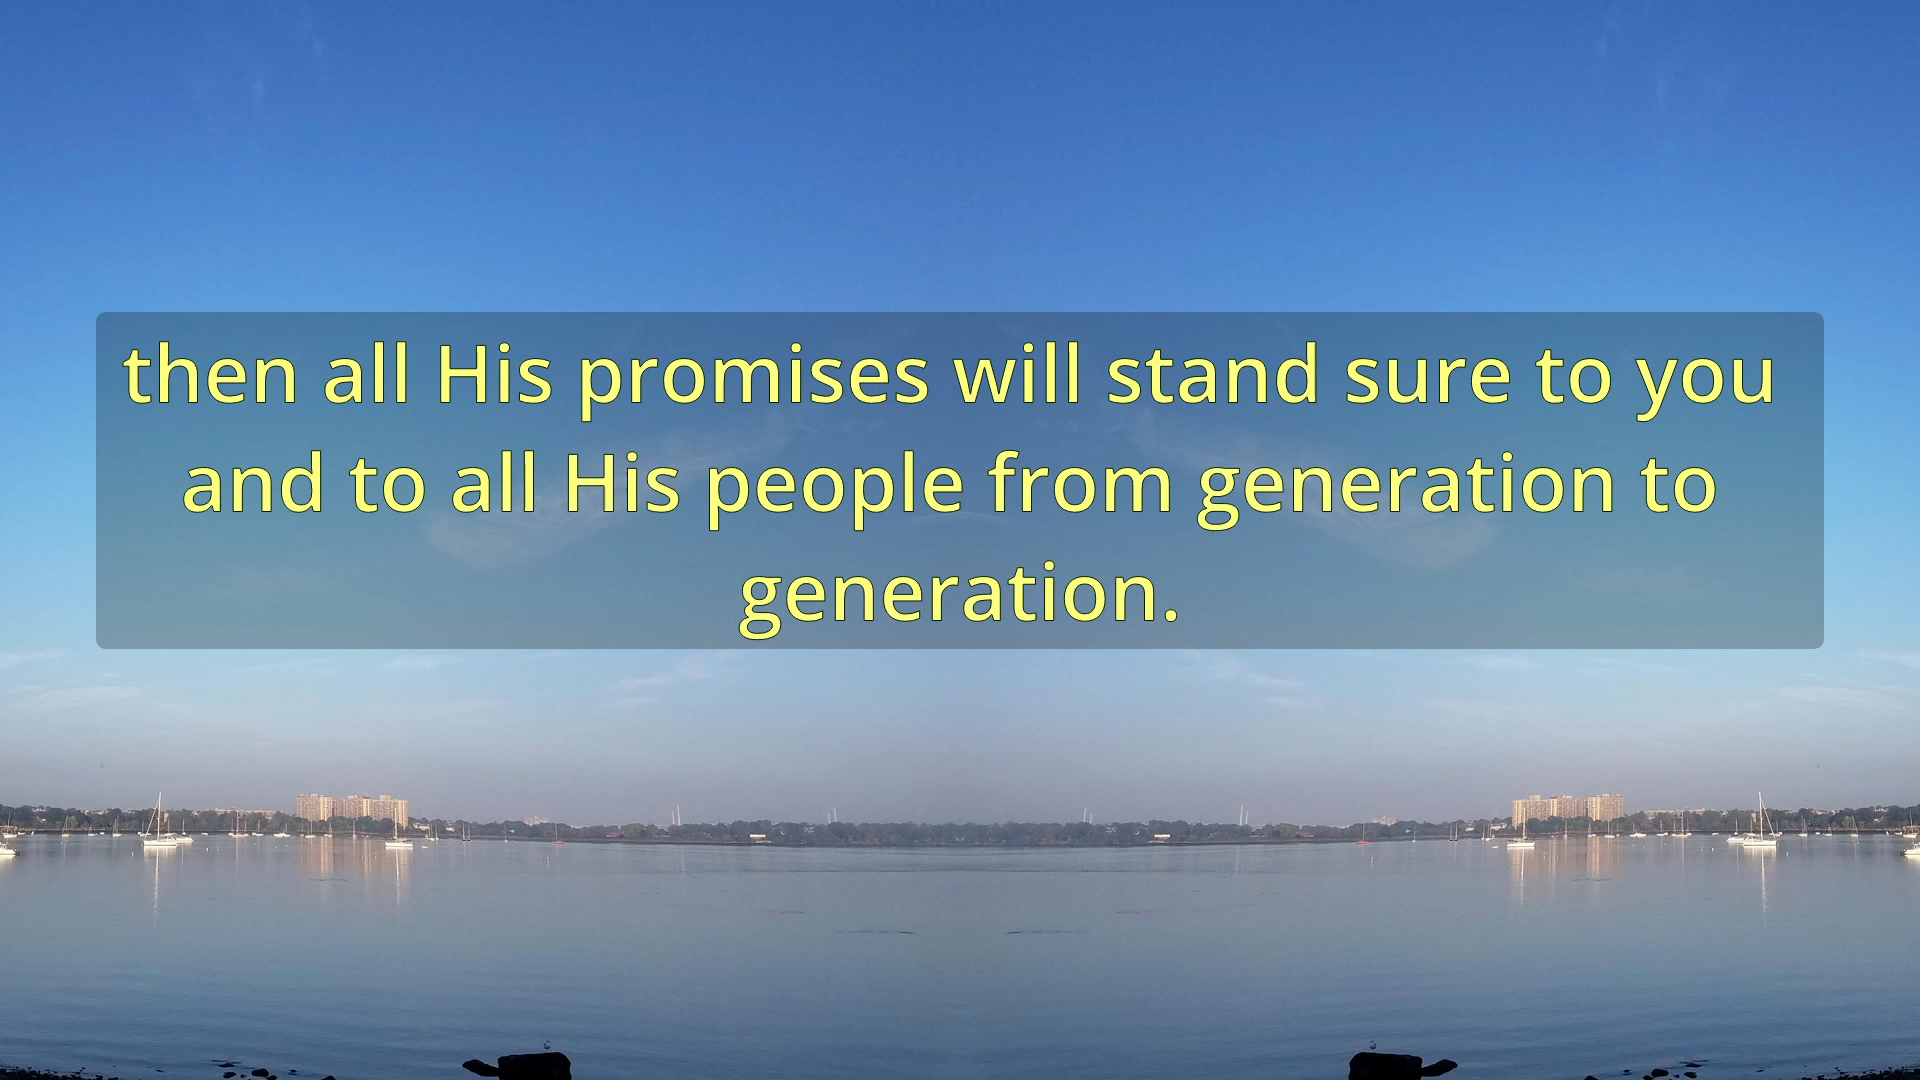 then all His promises will stand sure to you
and to all His people from generation to
generation.